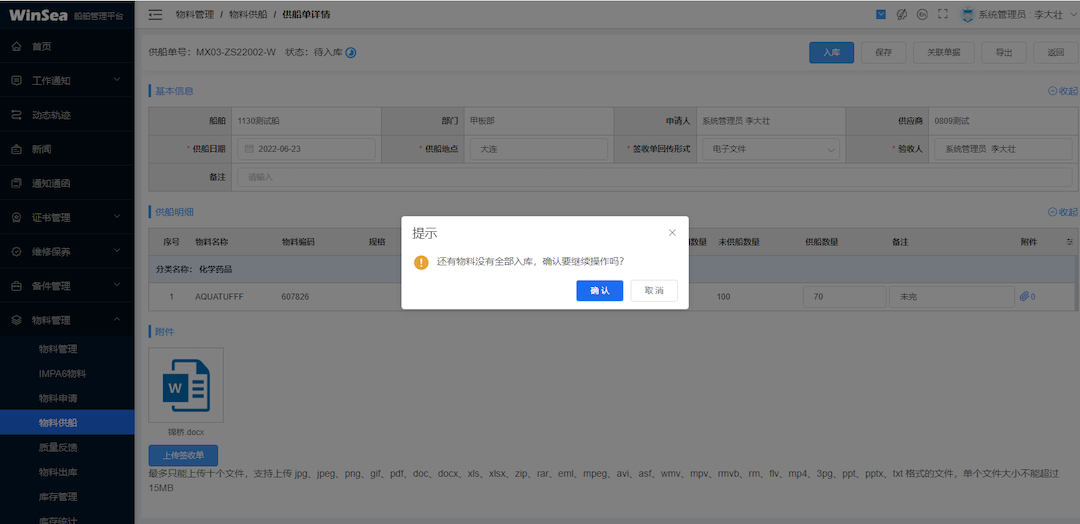 WinSea 船舶管理平台
物料管理 / 物料供船 / 供船单详情
系统管理员：李大壮
首页
工作通知
动态轨迹
新闻
通知通函
证书管理
维修保养
备件管理
物料管理
物料管理
IMPA6物料
物料申请
物料供船
质量反馈
物料出库
库存管理
库存统计
供船单号：MX03-ZS22002-W 状态：待入库
入库 保存 关联单据 导出 返回
基本信息 收起
船舶 1130测试船 部门 甲板部 申请人 系统管理员 李大壮 供应商 0809测试
* 供船日期 2022-06-23 * 供船地点 大连 * 签收单回传形式 电子文件 * 验收人 系统管理员 李大壮
备注 请输入
供船明细 收起
序号 物料名称 物料编码 规格 数量 未供船数量 供船数量 备注 附件
分类名称： 化学药品
1 AQUATUFFF 607826 100 70 未完 0
提示
还有物料没有全部入库，确认要继续操作吗?
确 认 取 消
附件
W
锦桥.docx
上传签收单
最多只能上传十个文件，支持上传 jpg、jpeg、png、gif、pdf、doc、docx、xls、xlsx、zip、rar、eml、mpeg、avi、asf、wmv、mpv、rmvb、rm、flv、mp4、3pg、ppt、pptx、txt 格式的文件，单个文件大小不能超过
15MB